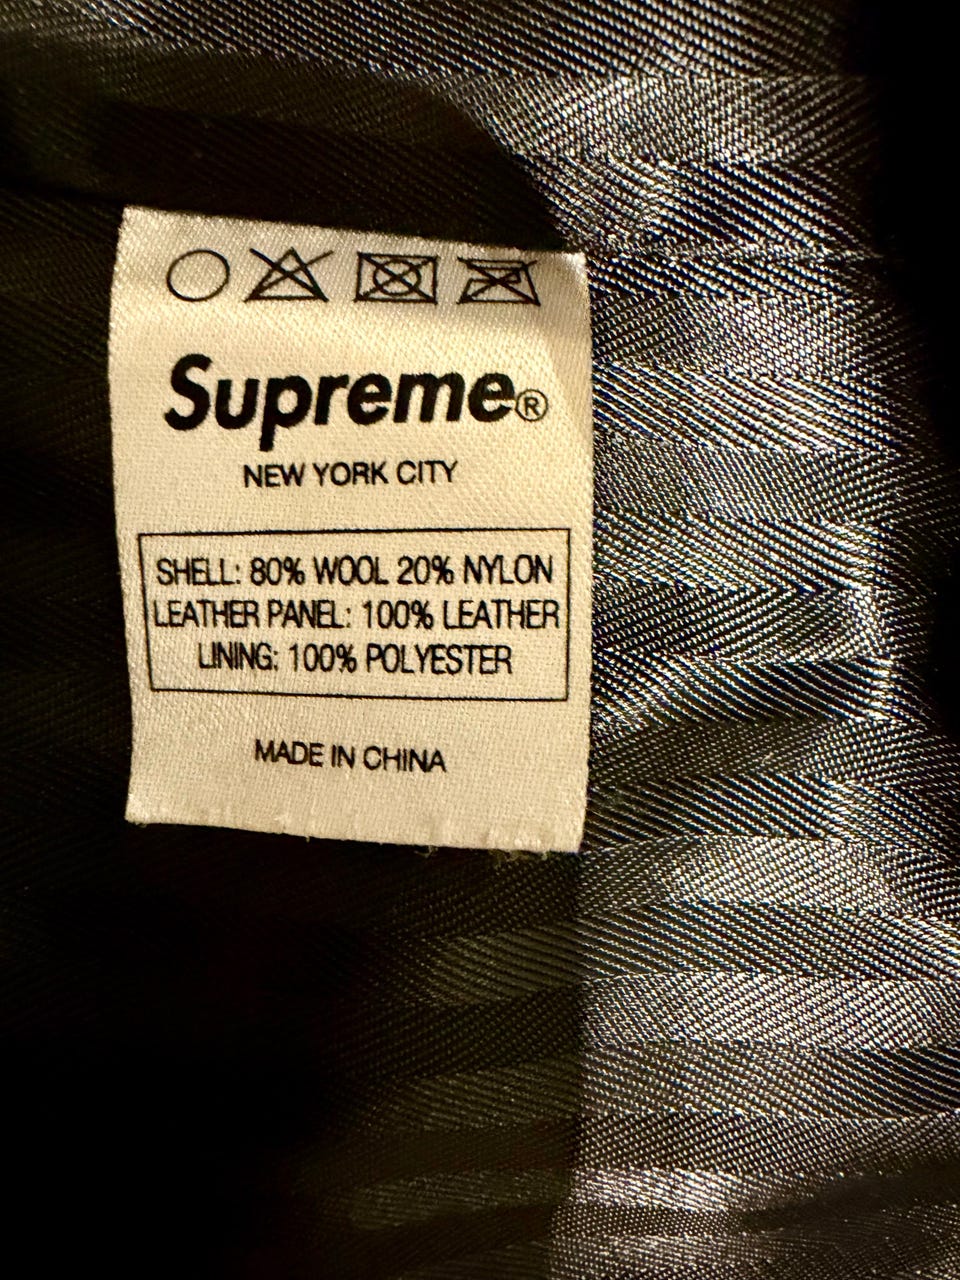 Supreme®
NEW YORK CITY
SHELL: 80% WOOL 20% NYLON
LEATHER PANEL: 100% LEATHER
LINING: 100% POLYESTER
MADE IN CHINA